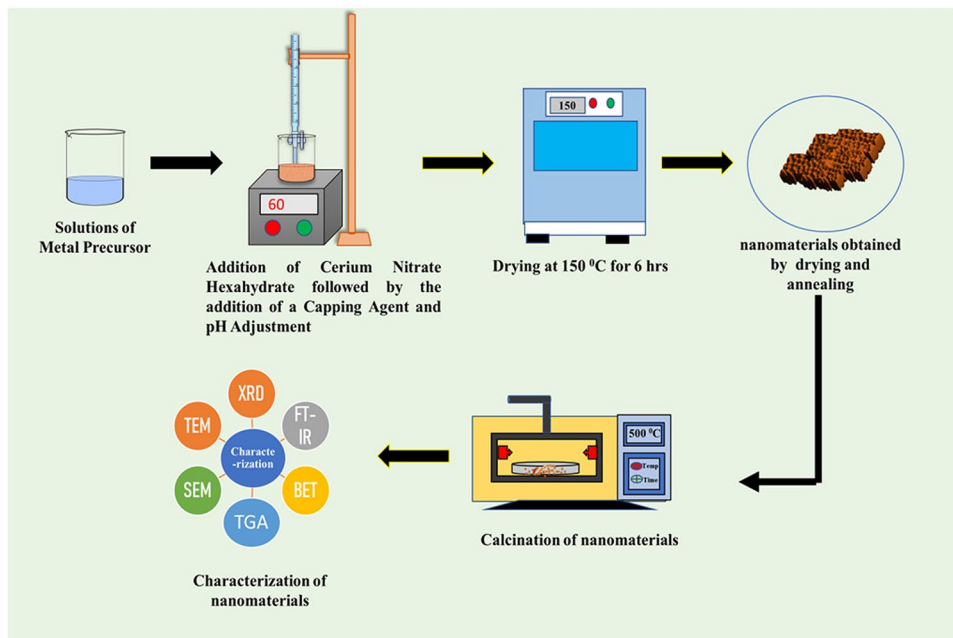 Solutions of
Metal Precursor
60
Addition of Cerium Nitrate
Hexahydrate followed by the
addition of a Capping Agent and
pH Adjustment
150
Drying at 150 ⁰C for 6 hrs
nanomaterials obtained
by drying and
annealing
XRD
FT-
IR
TEM
Characte
-rization
SEM
BET
TGA
Characterization of
nanomaterials
500 ⁰C
Temp
Time
Calcination of nanomaterials